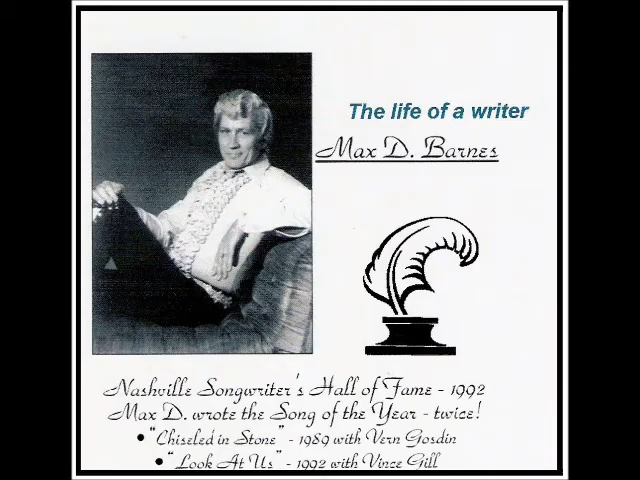 The life of a writer
Max D. Barnes
Nashville Songwriter's Hall of Fame - 1992
Max D. wrote the Song of the Year - twice!
• "Chiseled in Stone" - 1989 with Vern Gosdin
• "Look At Us" - 1992 with Vince Gill